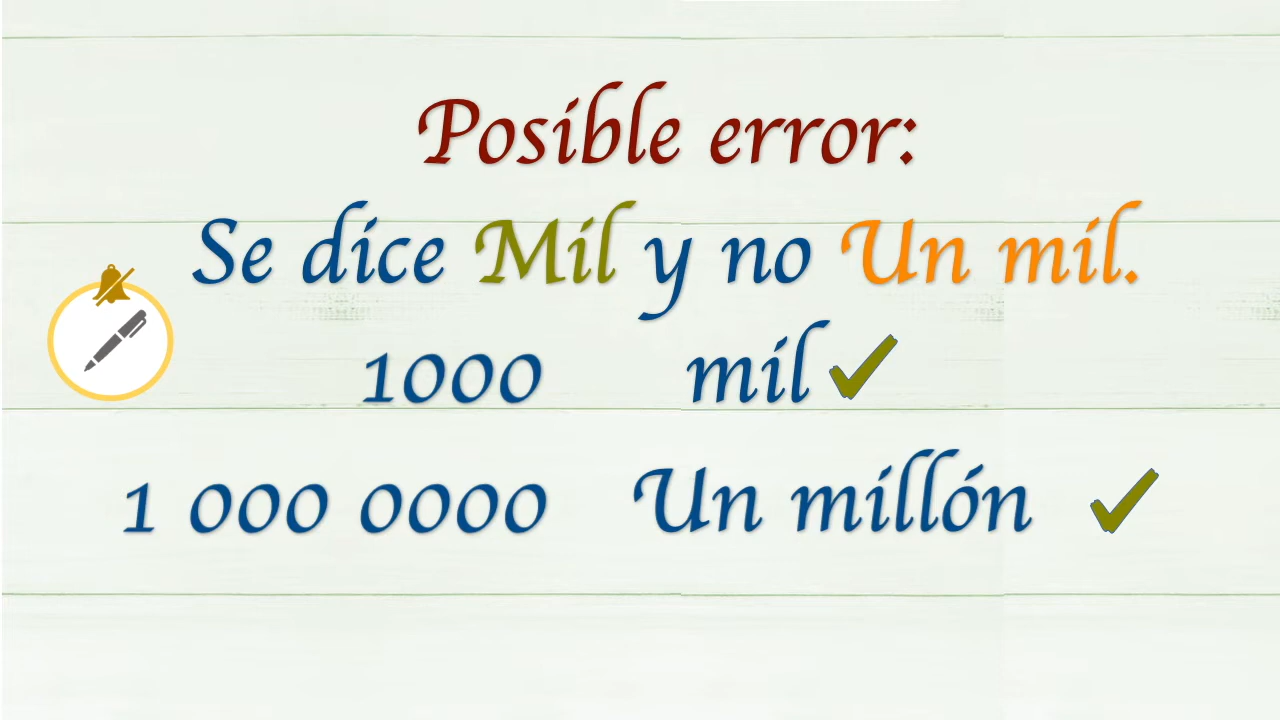 Posible error:
Se dice Mil y no Un mil.
1000 mil
1 000 0000 Un millón